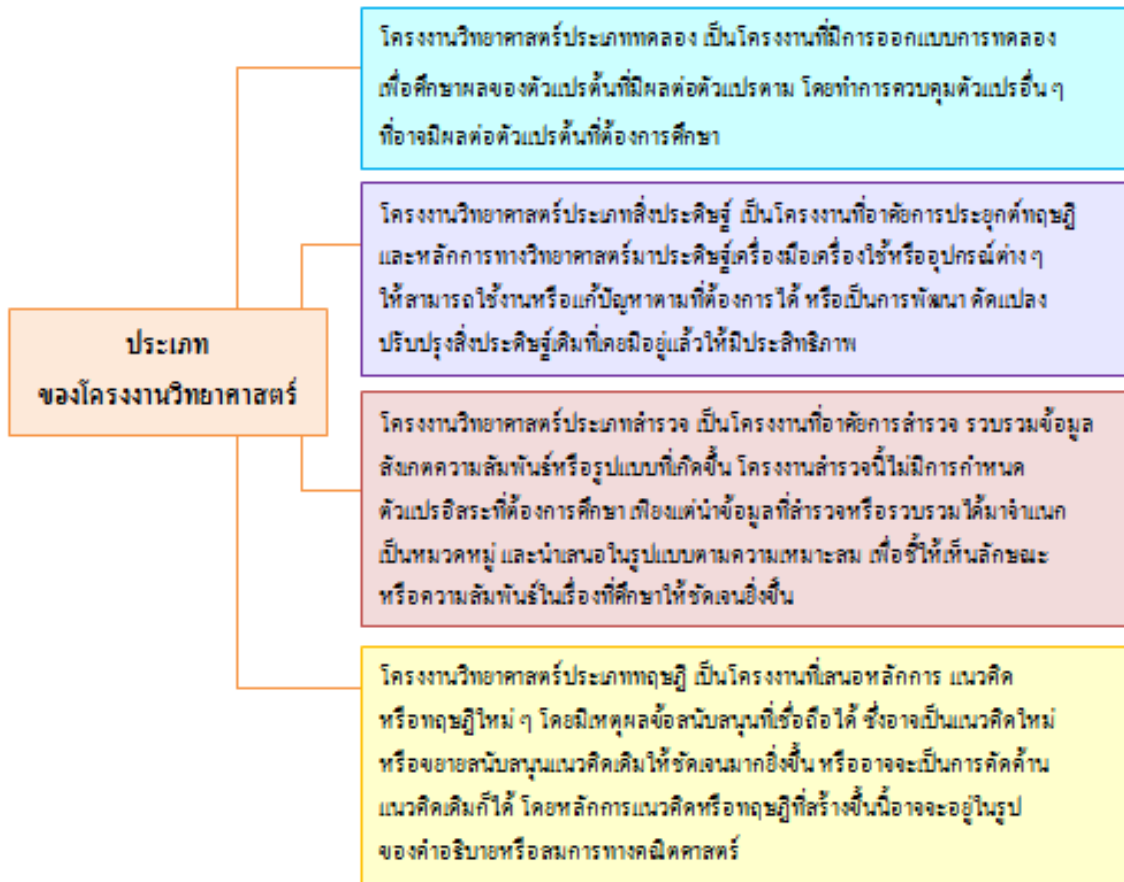 ประเภท
ของโครงงานวิทยาศาสตร์
โครงงานวิทยาศาสตร์ประเภททดลอง เป็นโครงงานที่มีการออกแบบการทดลอง
เพื่อศึกษาผลของตัวแปรต้นที่มีผลต่อตัวแปรตาม โดยทำการควบคุมตัวแปรอื่น ๆ
ที่อาจมีผลต่อตัวแปรต้นที่ต้องการศึกษา
โครงงานวิทยาศาสตร์ประเภทสิ่งประดิษฐ์ เป็นโครงงานที่อาศัยการประยุกต์ทฤษฎี
และหลักการทางวิทยาศาสตร์มาประดิษฐ์เครื่องมือเครื่องใช้หรืออุปกรณ์ต่าง ๆ
ให้สามารถใช้งานหรือแก้ปัญหาตามที่ต้องการได้ หรือเป็นการพัฒนา ดัดแปลง
ปรับปรุงสิ่งประดิษฐ์เดิมที่เคยมีอยู่แล้วให้มีประสิทธิภาพ
โครงงานวิทยาศาสตร์ประเภทสำรวจ เป็นโครงงานที่อาศัยการสำรวจ รวบรวมข้อมูล
สังเกตความสัมพันธ์หรือรูปแบบที่เกิดขึ้น โครงงานสำรวจนี้ไม่มีการกำหนด
ตัวแปรอิสระที่ต้องการศึกษา เพียงแต่นำข้อมูลที่สำรวจหรือรวบรวมได้มาจำแนก
เป็นหมวดหมู่ และนำเสนอในรูปแบบตามความเหมาะสม เพื่อชี้ให้เห็นลักษณะ
หรือความสัมพันธ์ในเรื่องที่ศึกษาให้ชัดเจนยิ่งขึ้น
โครงงานวิทยาศาสตร์ประเภททฤษฎี เป็นโครงงานที่เสนอหลักการ แนวคิด
หรือทฤษฎีใหม่ ๆ โดยมีเหตุผลข้อสนับสนุนที่เชื่อถือได้ ซึ่งอาจเป็นแนวคิดใหม่
หรือขยายสนับสนุนแนวคิดเดิมให้ชัดเจนมากยิ่งขึ้น หรืออาจจะเป็นการคัดค้าน
แนวคิดเดิมก็ได้ โดยหลักการแนวคิดหรือทฤษฎีที่สร้างขึ้นนี้อาจจะอยู่ในรูป
ของคำอธิบายหรือสมการทางคณิตศาสตร์